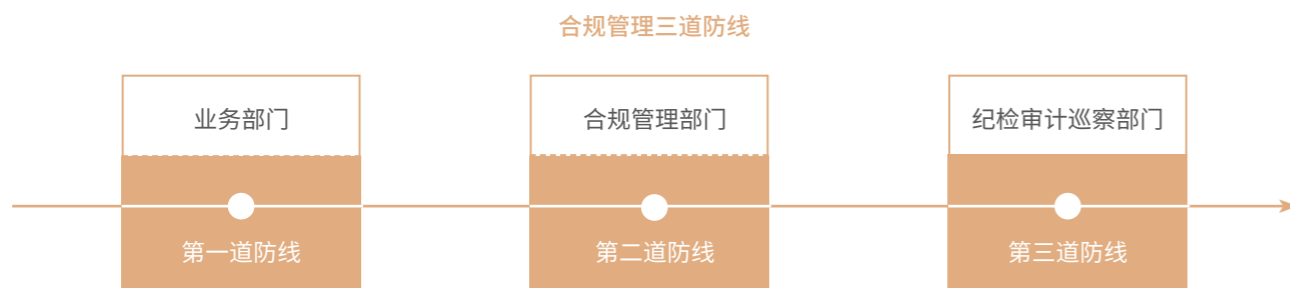 合规管理三道防线
业务部门
合规管理部门
纪检审计巡察部门
第一道防线
第二道防线
第三道防线